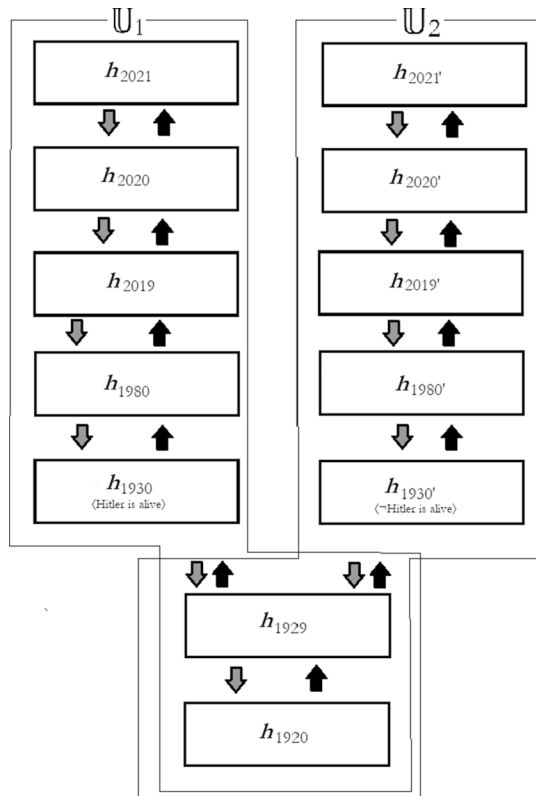 𝕌₁ 𝕌₂
h₂₀₂₁ h₂₀₂₁'
h₂₀₂₀ h₂₀₂₀'
h₂₀₁₉ h₂₀₁₉'
h₁₉₈₀ h₁₉₈₀'
h₁₉₃₀ h₁₉₃₀'
⟨Hitler is alive⟩ ⟨¬Hitler is alive⟩
h₁₉₂₉
h₁₉₂₀